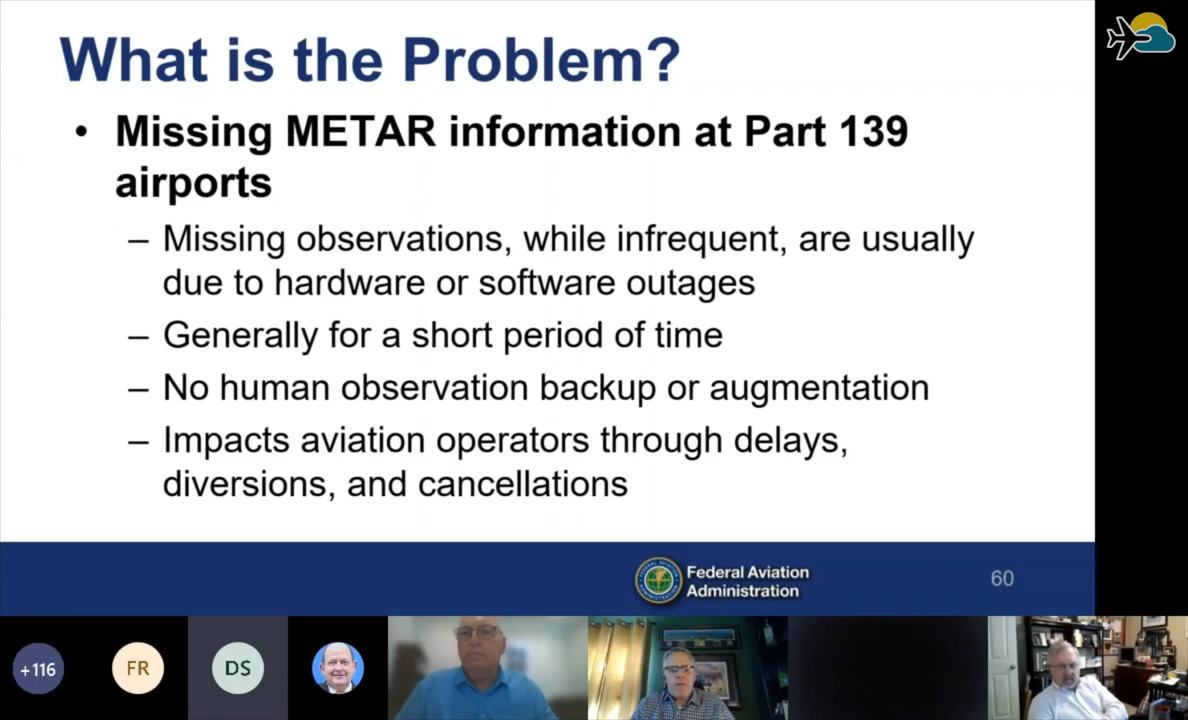 What is the Problem?
• Missing METAR information at Part 139
airports
– Missing observations, while infrequent, are usually
due to hardware or software outages
– Generally for a short period of time
– No human observation backup or augmentation
– Impacts aviation operators through delays,
diversions, and cancellations
Federal Aviation
Administration
60
+116
FR
DS